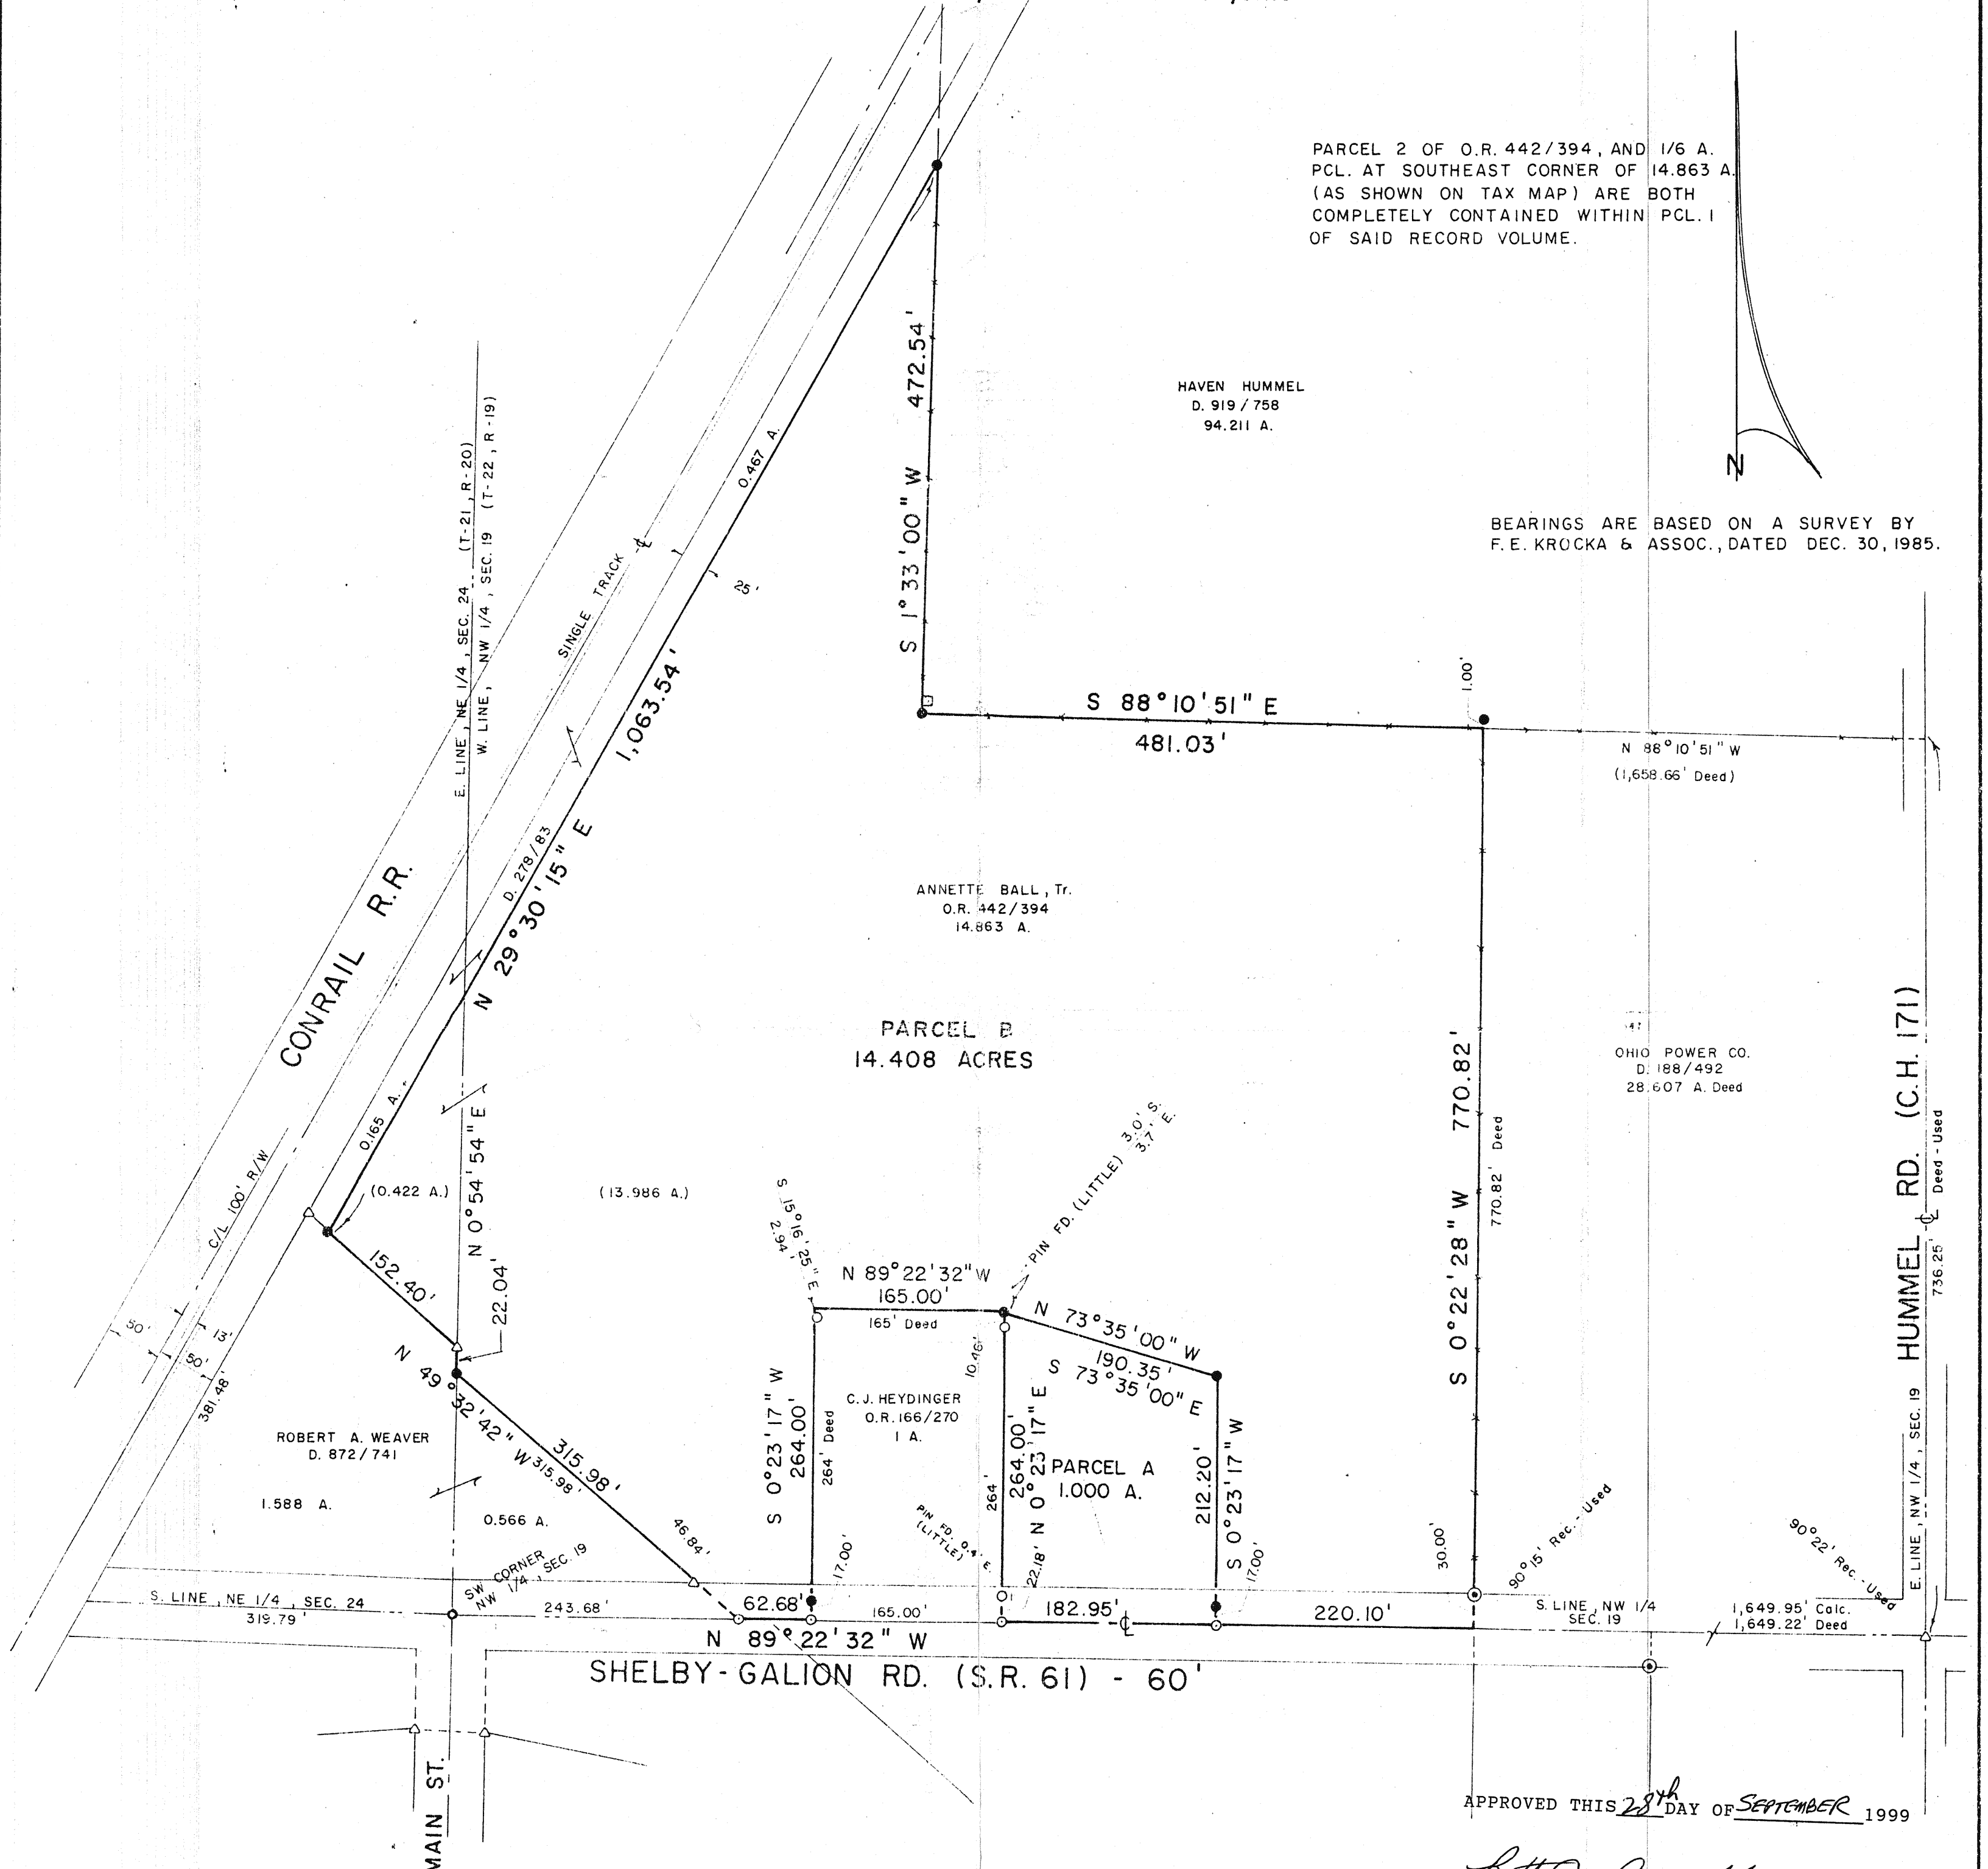 PARCEL 2 OF O.R. 442/394, AND 1/6 A.
PCL. AT SOUTHEAST CORNER OF 14.863 A.
(AS SHOWN ON TAX MAP) ARE BOTH
COMPLETELY CONTAINED WITHIN PCL. 1
OF SAID RECORD VOLUME.
N
BEARINGS ARE BASED ON A SURVEY BY
F. E. KROCKA & ASSOC., DATED DEC. 30, 1985.
HAVEN HUMMEL
D. 919 / 758
94.211 A.
S 1°33'00" W 472.54'
0.467 A.
SINGLE TRACK ℄
25'
E. LINE, NE 1/4, SEC. 24 (T-21, R-20)
W. LINE, NW 1/4, SEC. 19 (T-22, R-19)
1,063.54'
N 29°30'15" E
D. 278/83
CONRAIL R.R.
S 88°10'51" E
481.03'
1.00'
N 88°10'51" W
(1,658.66' Deed)
ANNETTE BALL, Tr.
O.R. 442/394
14.863 A.
PARCEL B
14.408 ACRES
S 0°22'28" W 770.82'
770.82' Deed
OHIO POWER CO.
D. 188/492
28.607 A. Deed
HUMMEL RD. (C.H. 171)
736.25' ℄ Deed - Used
E. LINE, NW 1/4, SEC. 19
0.165 A.
(0.422 A.)
N 0°54'54" E
22.04'
(13.986 A.)
C/L 100' R/W
50'
13'
50'
381.48'
152.40'
N 49°32'42" W
315.98'
315.98'
46.84'
ROBERT A. WEAVER
D. 872/741
1.588 A.
0.566 A.
S 15°16'25" E
2.94'
N 89°22'32" W
165.00'
165' Deed
PIN FD. (LITTLE) 3.0' S.
3.7' E.
N 73°35'00" W
190.35'
S 73°35'00" E
S 0°23'17" W
264.00'
264' Deed
C. J. HEYDINGER
O.R. 166/270
1 A.
10.46'
264'
264.00'
N 0°23'17" E
22.18'
PARCEL A
1.000 A.
212.20'
S 0°23'17" W
PIN FD. 0.4' E.
(LITTLE)
17.00'
17.00'
30.00'
90°15' Rec. - Used
90°22' Rec. - Used
SW CORNER
NW 1/4, SEC. 19
S. LINE, NE 1/4, SEC. 24
319.79'
243.68'
62.68'
165.00'
182.95'
℄
220.10'
S. LINE, NW 1/4
SEC. 19
1,649.95' Calc.
1,649.22' Deed
N 89°22'32" W
SHELBY-GALION RD. (S.R. 61) - 60'
MAIN ST.
APPROVED THIS 28th DAY OF SEPTEMBER 1999